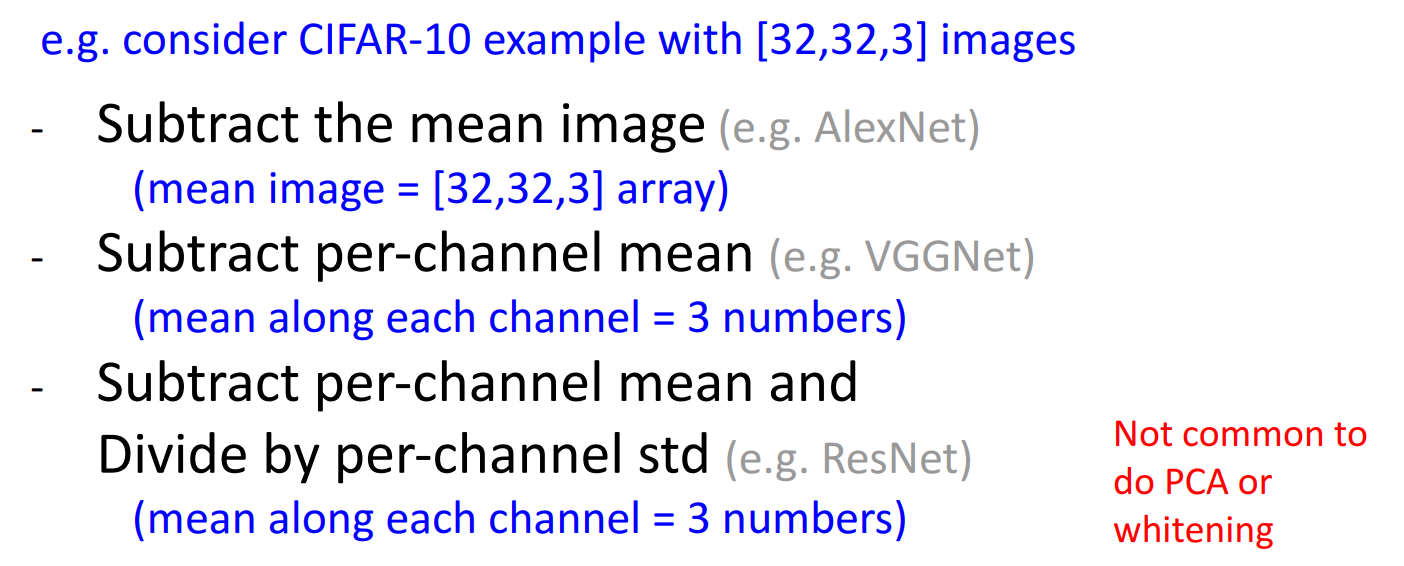 e.g. consider CIFAR-10 example with [32,32,3] images
- Subtract the mean image (e.g. AlexNet)
(mean image = [32,32,3] array)
- Subtract per-channel mean (e.g. VGGNet)
(mean along each channel = 3 numbers)
- Subtract per-channel mean and
Divide by per-channel std (e.g. ResNet)
(mean along each channel = 3 numbers)
Not common to
do PCA or
whitening